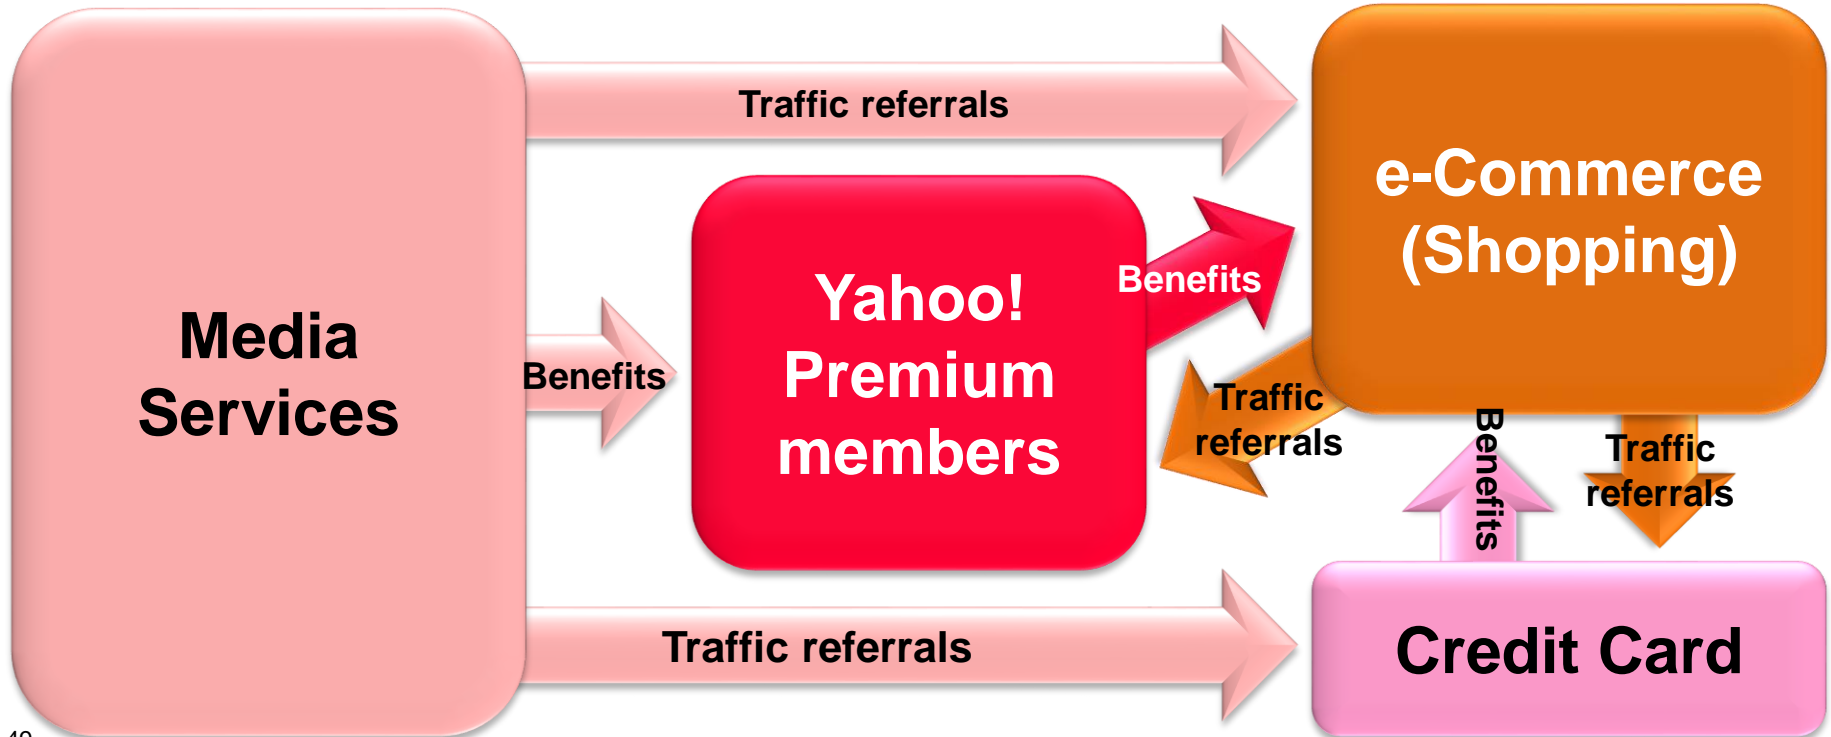 Traffic referrals
e-Commerce
(Shopping)
Media
Services
Benefits
Yahoo!
Premium
members
Benefits
Traffic
referrals
Benefits
Traffic
referrals
Traffic referrals
Credit Card